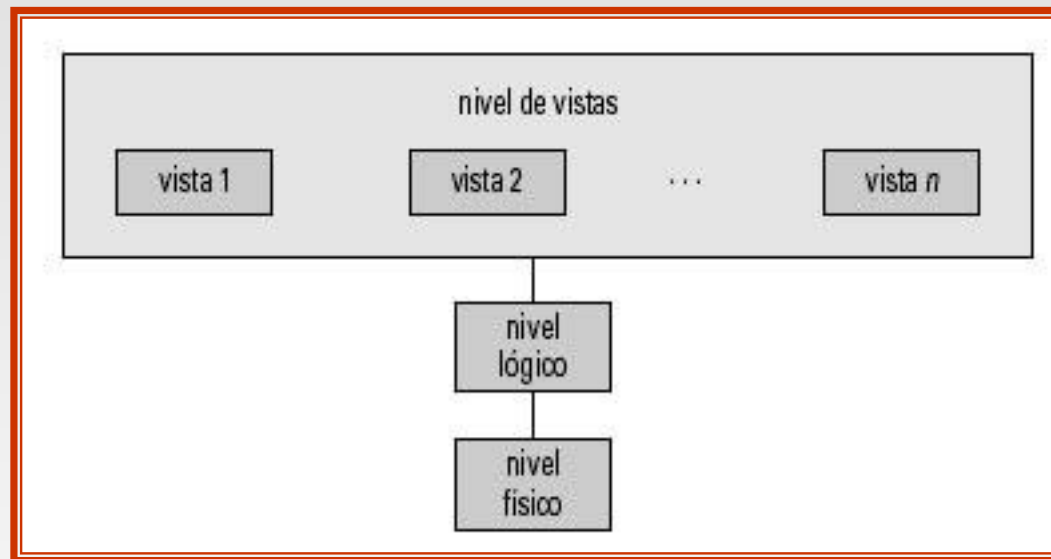 nivel de vistas
vista 1
vista 2
...
vista n
nivel
lógico
nivel
físico